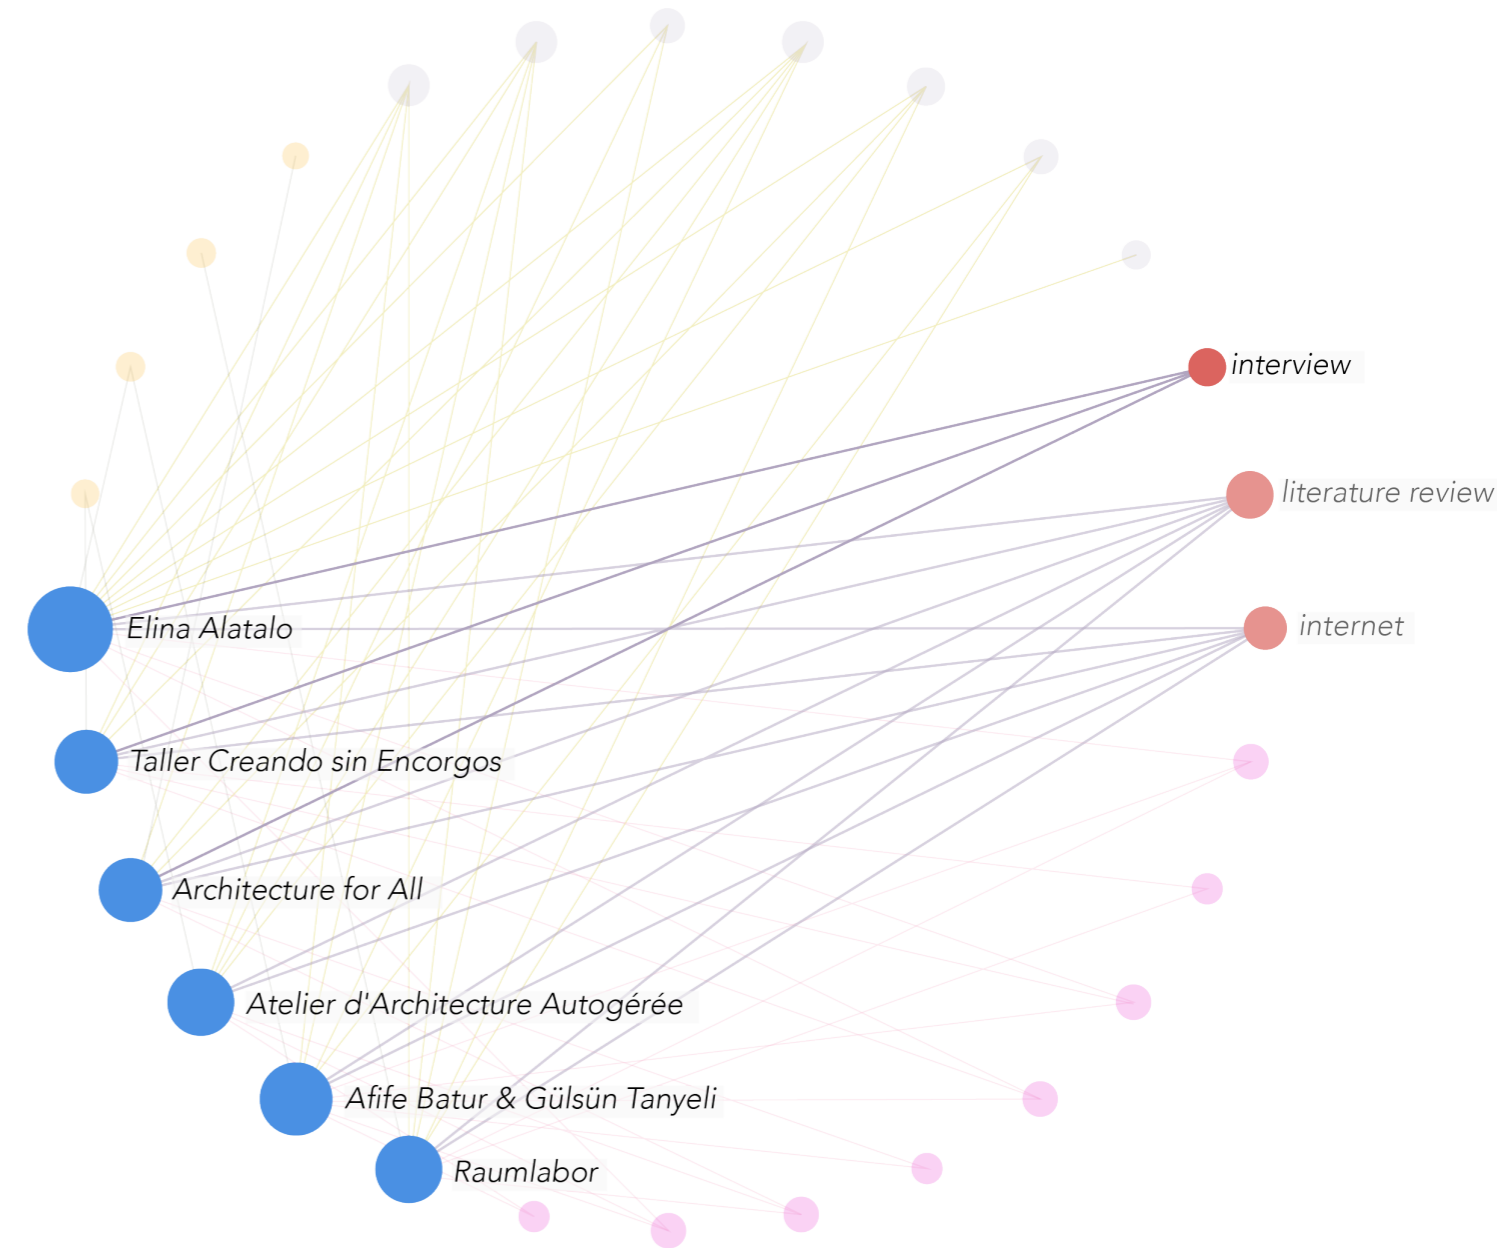 interview
literature review
internet
Elina Alatalo
Taller Creando sin Encorgos
Architecture for All
Atelier d'Architecture Autogérée
Afife Batur & Gülsün Tanyeli
Raumlabor